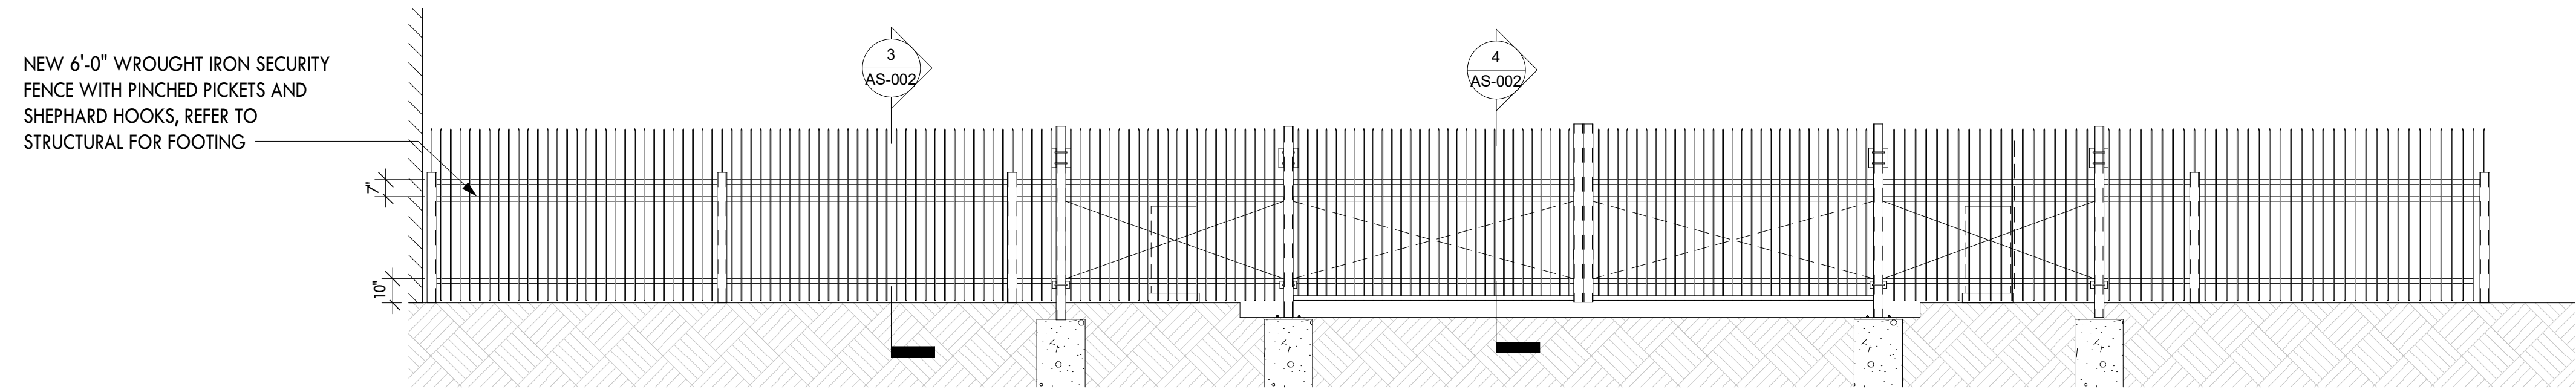 NEW 6'-0" WROUGHT IRON SECURITY
FENCE WITH PINCHED PICKETS AND
SHEPHARD HOOKS, REFER TO
STRUCTURAL FOR FOOTING
3
AS-002
4
AS-002
7"
10"